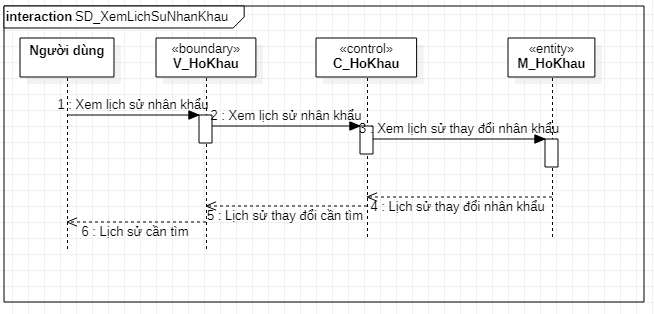 interaction SD_XemLichSuNhanKhau
Người dùng
«boundary»
V_HoKhau
«control»
C_HoKhau
«entity»
M_HoKhau
1 : Xem lịch sử nhân khẩu
2 : Xem lịch sử nhân khẩu
3 : Xem lịch sử thay đổi nhân khẩu
4 : Lịch sử thay đổi nhân khẩu
5 : Lịch sử thay đổi cần tìm
6 : Lịch sử cần tìm